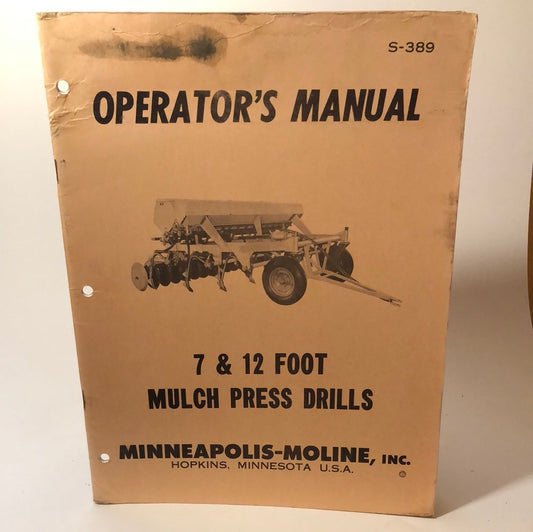 S-389
OPERATOR'S MANUAL
7 & 12 FOOT
MULCH PRESS DRILLS
MINNEAPOLIS-MOLINE, INC.
HOPKINS, MINNESOTA U.S.A.